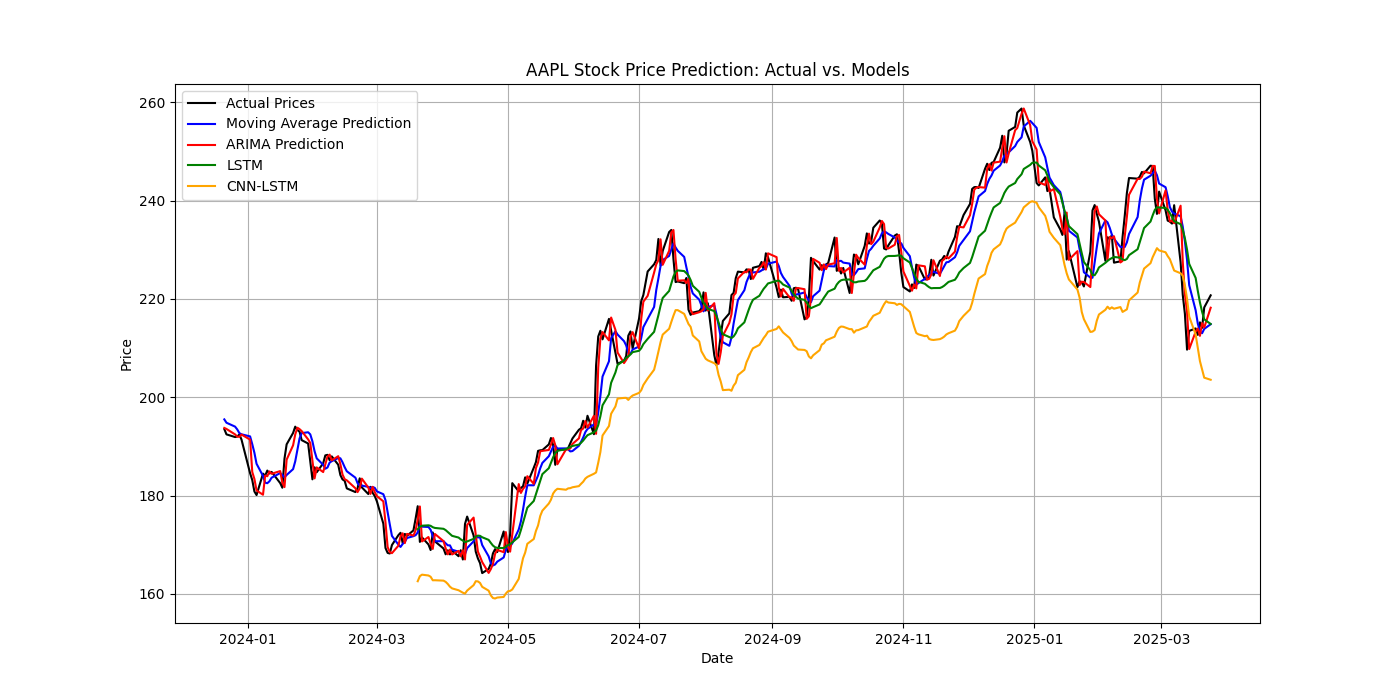 AAPL Stock Price Prediction: Actual vs. Models
Actual Prices
Moving Average Prediction
ARIMA Prediction
LSTM
CNN-LSTM
Price
260
240
220
200
180
160
2024-01
2024-03
2024-05
2024-07
2024-09
2024-11
2025-01
2025-03
Date